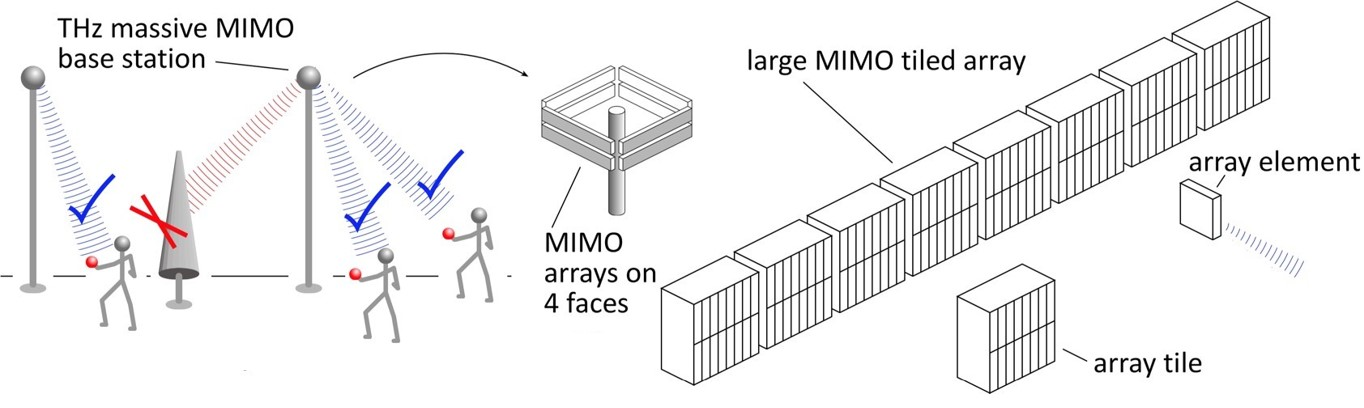 THz massive MIMO
base station
MIMO
arrays on
4 faces
large MIMO tiled array
array element
array tile